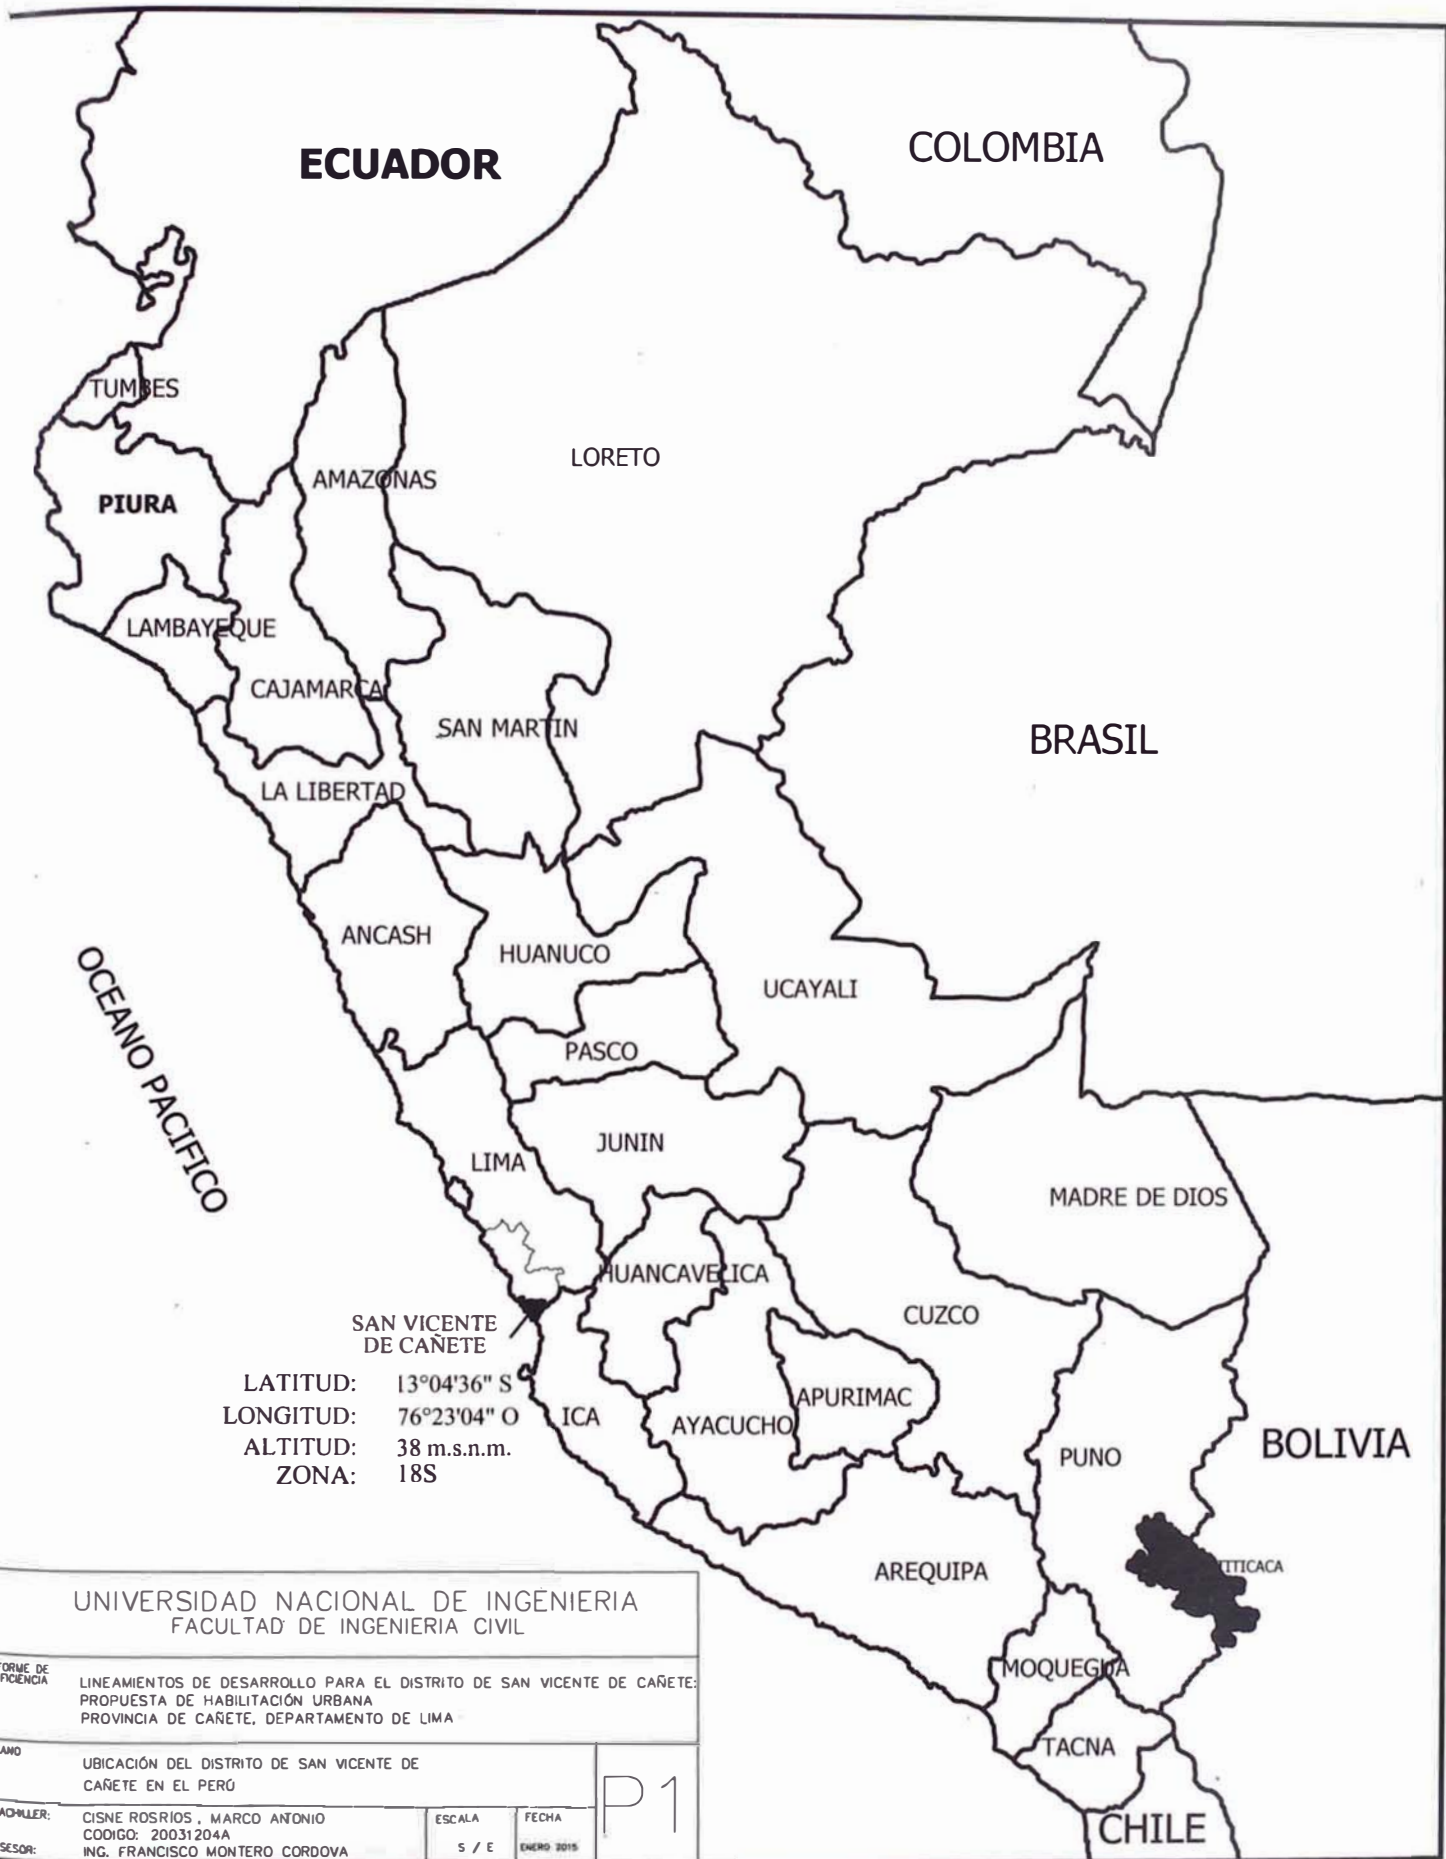 ECUADOR
COLOMBIA
TUMBES
LORETO
AMAZONAS
PIURA
LAMBAYEQUE
CAJAMARCA
SAN MARTIN
BRASIL
LA LIBERTAD
ANCASH
HUANUCO
UCAYALI
OCEANO PACIFICO
PASCO
JUNIN
LIMA
MADRE DE DIOS
HUANCAVELICA
CUZCO
SAN VICENTE
DE CAÑETE
LATITUD: 13°04'36" S
LONGITUD: 76°23'04" O
ALTITUD: 38 m.s.n.m.
ZONA: 18S
ICA
APURIMAC
AYACUCHO
PUNO
BOLIVIA
AREQUIPA
TITICACA
MOQUEGUA
TACNA
CHILE
UNIVERSIDAD NACIONAL DE INGENIERIA
FACULTAD DE INGENIERIA CIVIL
LINEAMIENTOS DE DESARROLLO PARA EL DISTRITO DE SAN VICENTE DE CAÑETE:
PROPUESTA DE HABILITACIÓN URBANA
PROVINCIA DE CAÑETE, DEPARTAMENTO DE LIMA
UBICACIÓN DEL DISTRITO DE SAN VICENTE DE
CAÑETE EN EL PERÚ
P1
CISNE ROSRÍOS , MARCO ANTONIO
CODIGO: 20031204A
ING. FRANCISCO MONTERO CORDOVA
ESCALA
S / E
FECHA
ENERO 2015